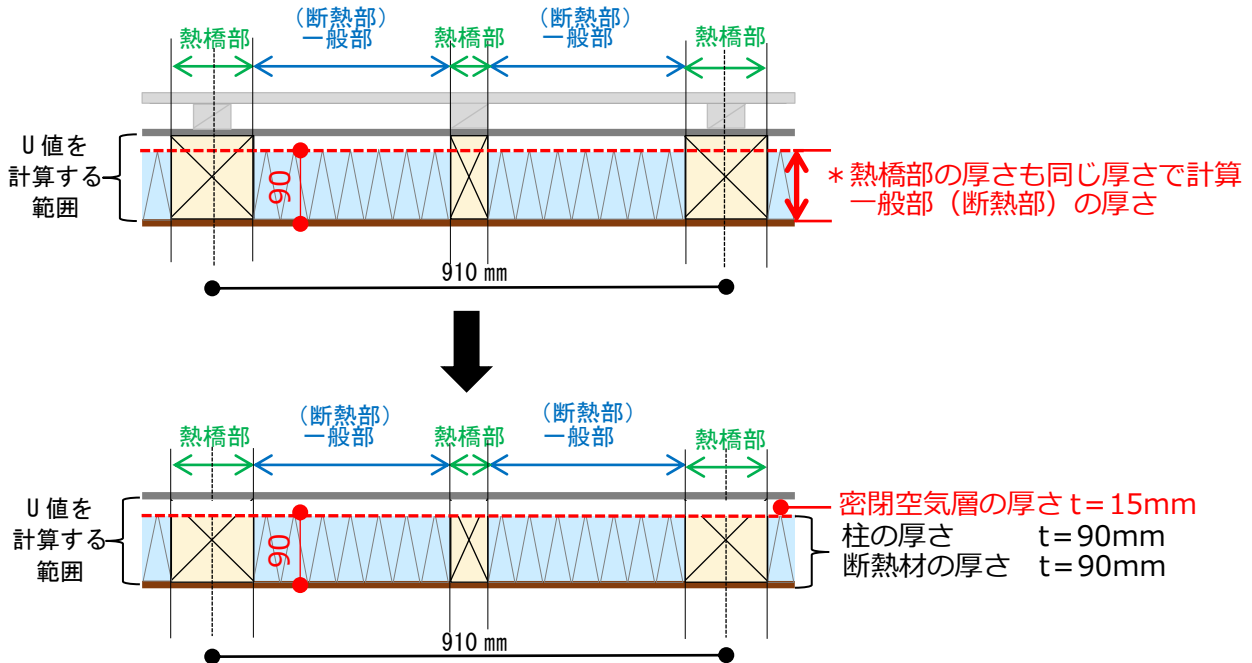 (断熱部)
(断熱部)
熱橋部
一般部
熱橋部
一般部
熱橋部
U値を
計算する
範囲
90
*熱橋部の厚さも同じ厚さで計算
一般部(断熱部)の厚さ
910㎜
(断熱部)
(断熱部)
熱橋部
一般部
熱橋部
一般部
熱橋部
U値を
計算する
範囲
90
密閉空気層の厚さt=15mm
柱の厚さ t=90mm
断熱材の厚さ t=90mm
910㎜